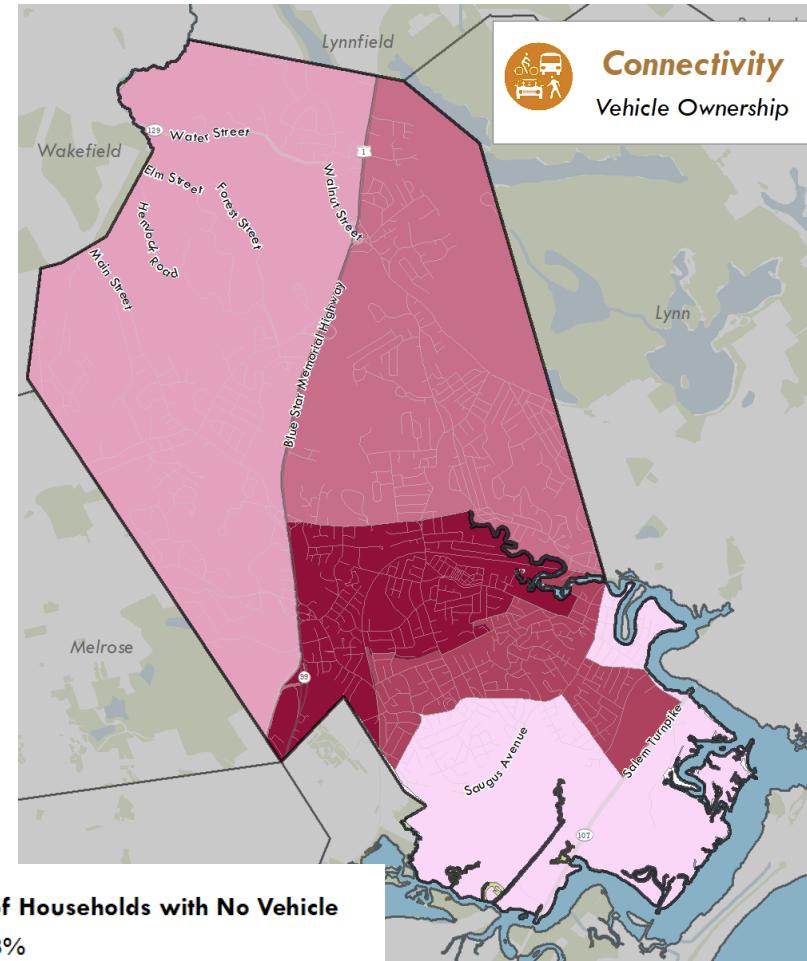 Lynnfield
Connectivity
Vehicle Ownership
Wakefield
129
Water Street
1
Elm Street
Forest Street
Walnut Street
Hemlock Road
Main Street
Blue Star Memorial Highway
Lynn
Melrose
99
Saugus Avenue
Salem Turnpike
107
of Households with No Vehicle
%